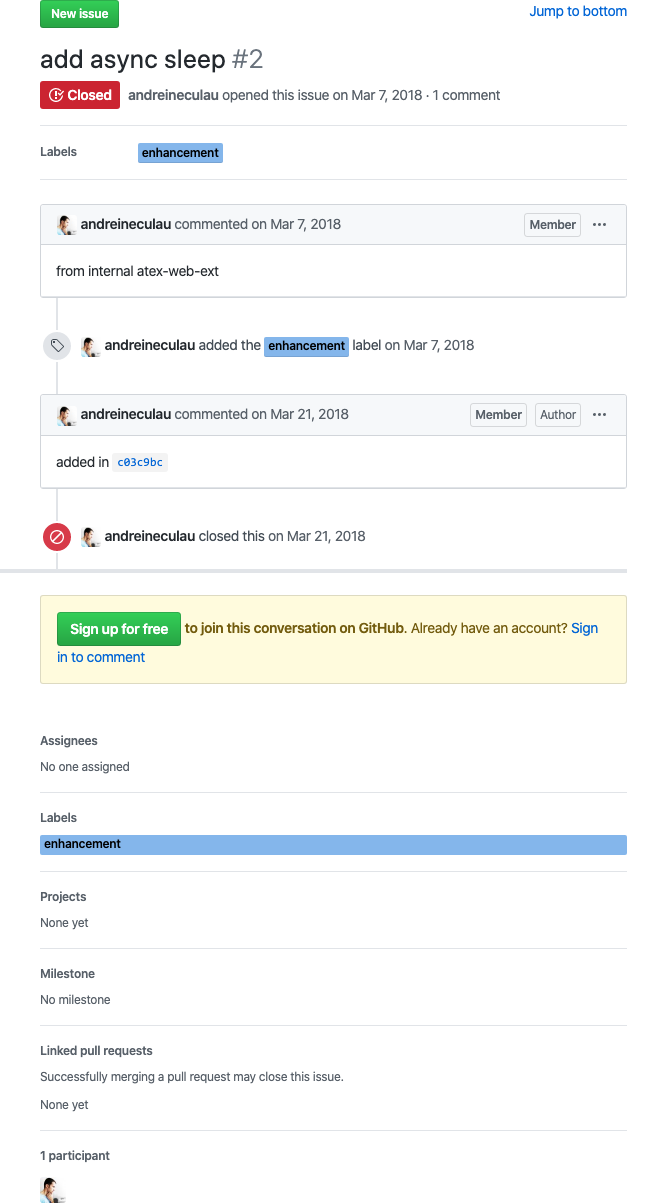 New issue
Jump to bottom
add async sleep #2
Closed andreineculau opened this issue on Mar 7, 2018 · 1 comment
Labels enhancement
andreineculau commented on Mar 7, 2018 Member ···
from internal atex-web-ext
andreineculau added the enhancement label on Mar 7, 2018
andreineculau commented on Mar 21, 2018 Member Author ···
added in c03c9bc
andreineculau closed this on Mar 21, 2018
Sign up for free to join this conversation on GitHub. Already have an account? Sign
in to comment
Assignees
No one assigned
Labels
enhancement
Projects
None yet
Milestone
No milestone
Linked pull requests
Successfully merging a pull request may close this issue.
None yet
1 participant